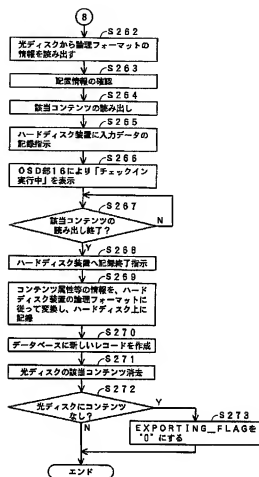 8
S262
光ディスクから論理フォーマットの
情報を読み出す
S263
配置情報の確認
S264
該当コンテンツの読み出し
S265
ハードディスク装置に入力データの
記録指示
S266
OSD部16により「チェックイン
実行中」を表示
S267
該当コンテンツの
読み出し終了?
N
Y
S268
ハードディスク装置へ記録終了指示
S269
コンテンツ属性等の情報を、ハード
ディスク装置の論理フォーマットに
従って変換し、ハードディスク上に
記録
S270
データベースに新しいレコードを作成
S271
光ディスクの該当コンテンツ消去
S272
光ディスクにコンテンツ
なし?
Y
N
S273
EXPORTING_FLAGを
"0"にする
エンド